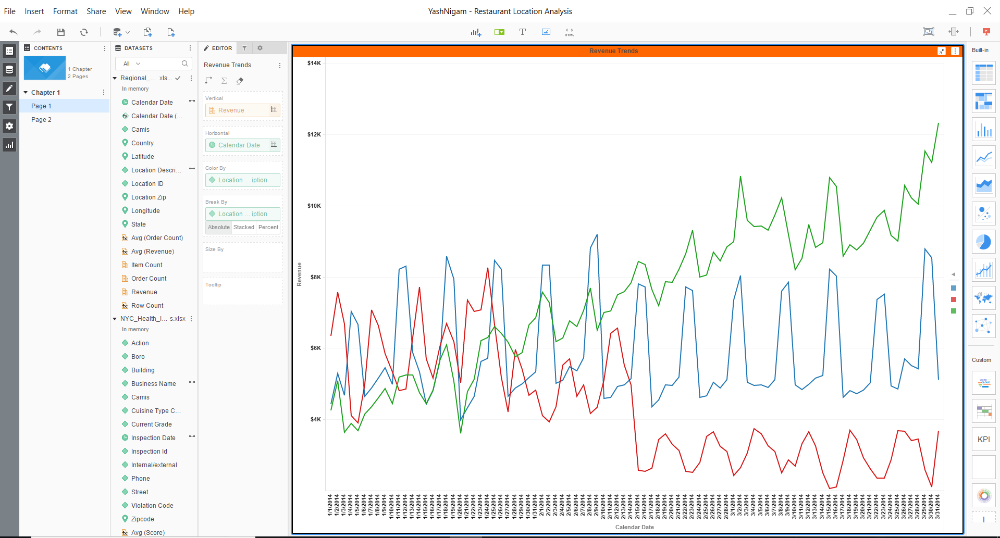 File Insert Format Share View Window Help
YashNigam - Restaurant Location Analysis
HTML
CONTENTS
1 Chapter
2 Pages
Chapter 1
Page 1
Page 2
DATASETS
All
Regional_... xls...
In memory
Calendar Date
Calendar Date (...
Camis
Country
Latitude
Location Descri...
Location ID
Location Zip
Longitude
State
Avg (Order Count)
Avg (Revenue)
Item Count
Order Count
Revenue
Row Count
NYC_Health_I... s.xlsx
In memory
Action
Boro
Building
Business Name
Camis
Cuisine Type C...
Current Grade
Inspection Date
Inspection Id
Internal/external
Phone
Street
Violation Code
Zipcode
Avg (Score)
EDITOR
Revenue Trends
Vertical
Revenue
Horizontal
Calendar Date
Color By
Location ... iption
Break By
Location ... iption
Absolute Stacked Percent
Size By
Tooltip
Revenue Trends
$14K
$12K
$10K
$8K
$6K
$4K
Revenue
1/1/2014
1/2/2014
1/3/2014
1/4/2014
1/5/2014
1/6/2014
1/7/2014
1/8/2014
1/9/2014
1/10/2014
1/11/2014
1/12/2014
1/13/2014
1/14/2014
1/15/2014
1/16/2014
1/17/2014
1/18/2014
1/19/2014
1/20/2014
1/21/2014
1/22/2014
1/23/2014
1/24/2014
1/25/2014
1/26/2014
1/27/2014
1/28/2014
1/29/2014
1/30/2014
1/31/2014
2/1/2014
2/2/2014
2/3/2014
2/4/2014
2/5/2014
2/6/2014
2/7/2014
2/8/2014
2/9/2014
2/10/2014
2/11/2014
2/12/2014
2/13/2014
2/14/2014
2/15/2014
2/16/2014
2/17/2014
2/18/2014
2/19/2014
2/20/2014
2/21/2014
2/22/2014
2/23/2014
2/24/2014
2/25/2014
2/26/2014
2/27/2014
2/28/2014
3/1/2014
3/2/2014
3/3/2014
3/4/2014
3/5/2014
3/6/2014
3/7/2014
3/8/2014
3/9/2014
3/10/2014
3/11/2014
3/12/2014
3/13/2014
3/14/2014
3/15/2014
3/16/2014
3/17/2014
3/18/2014
3/19/2014
3/20/2014
3/21/2014
3/22/2014
3/23/2014
3/24/2014
3/25/2014
3/26/2014
3/27/2014
3/28/2014
3/29/2014
3/30/2014
3/31/2014
Calendar Date
Built-in
Custom
WORD
CLOUD
KPI